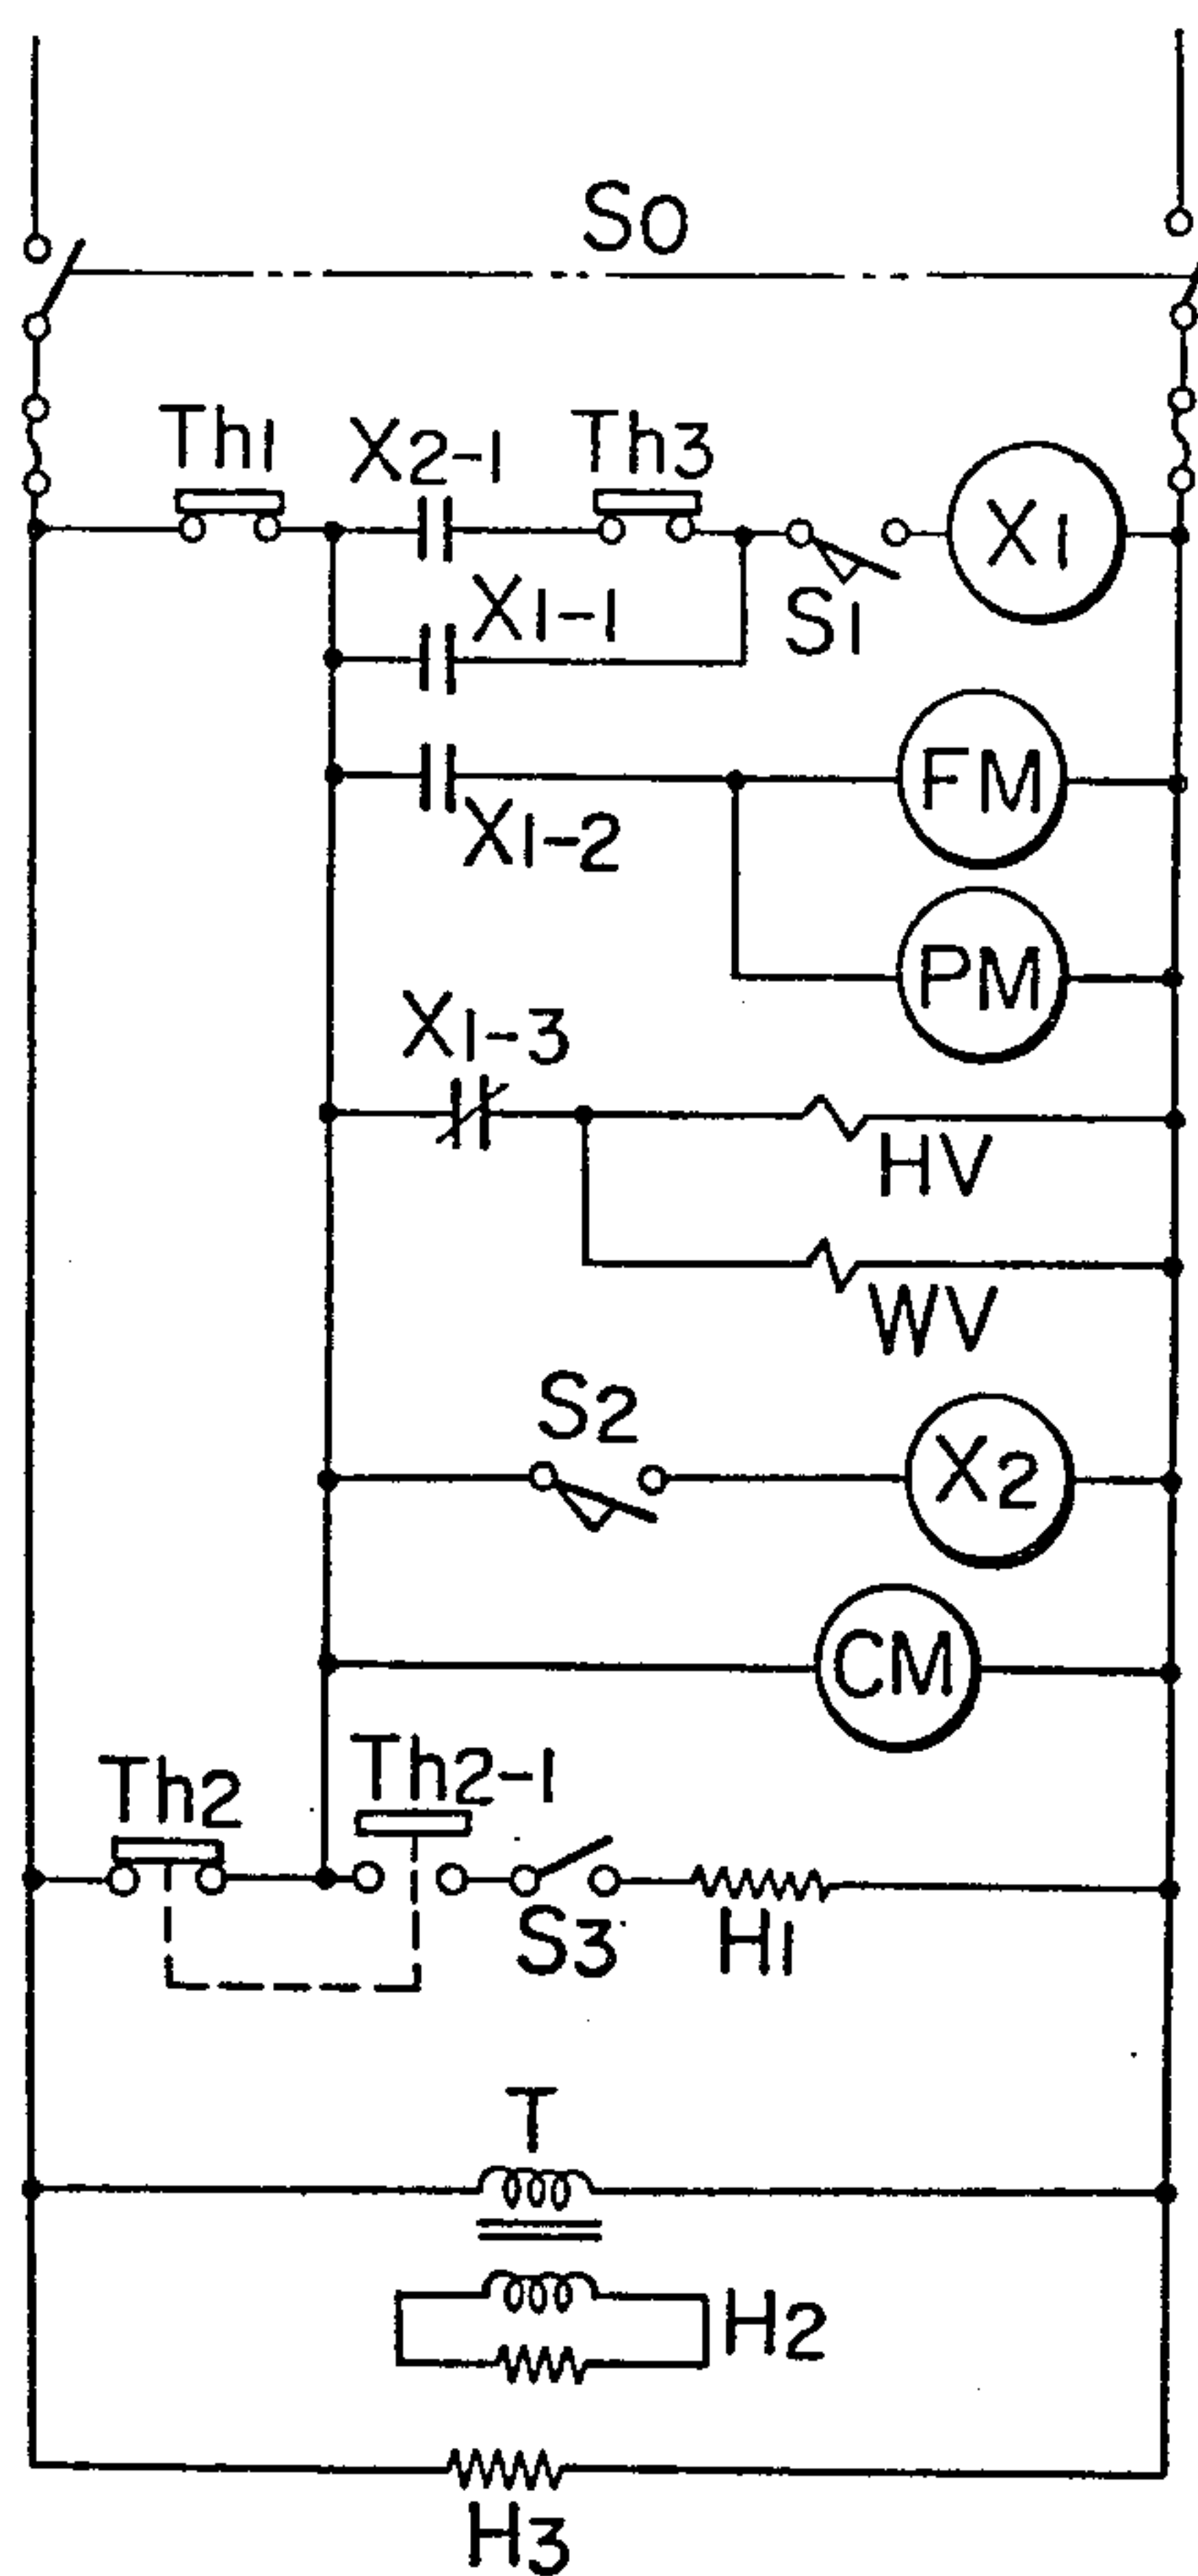 S0
Th1
X2-1
Th3
X1
X1-1
S1
FM
X1-2
PM
X1-3
HV
WV
S2
X2
CM
Th2
Th2-1
S3
H1
T
H2
H3